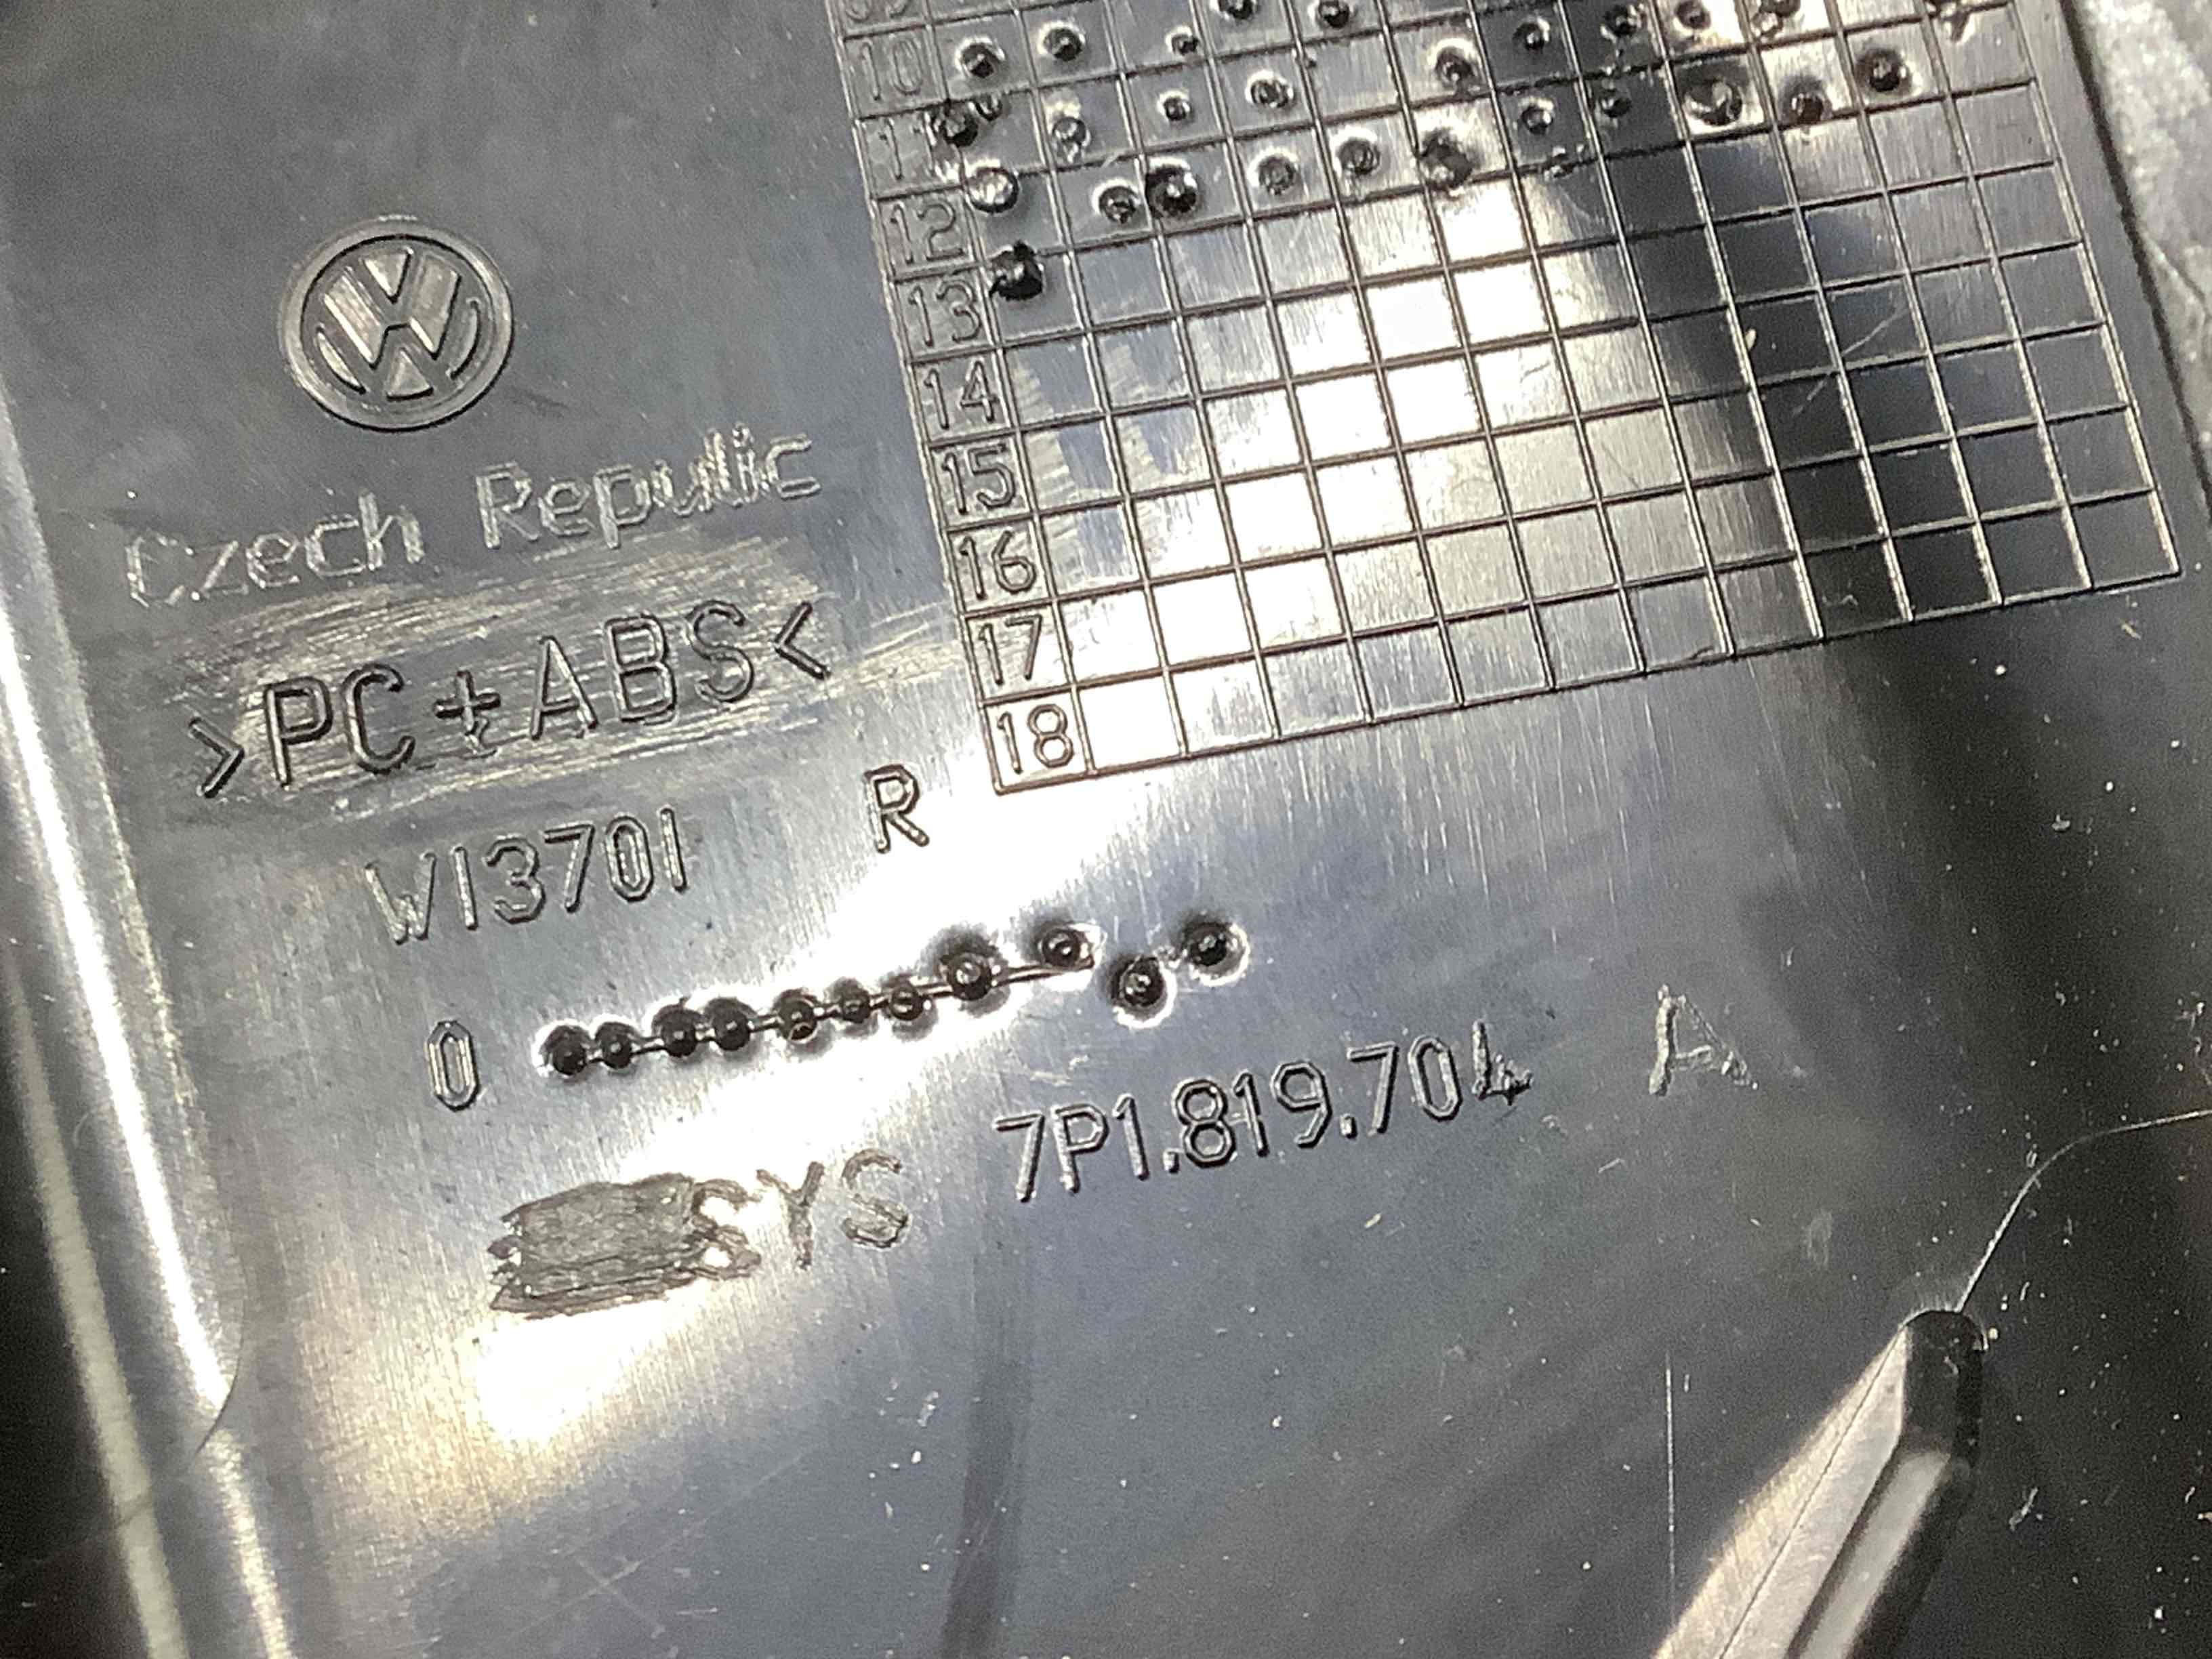 10
11
12
13
14
15
16
17
18
VW
Czech Repulic
>PC+ABS<
W13701 R
0
SYS 7P1.819.704 A